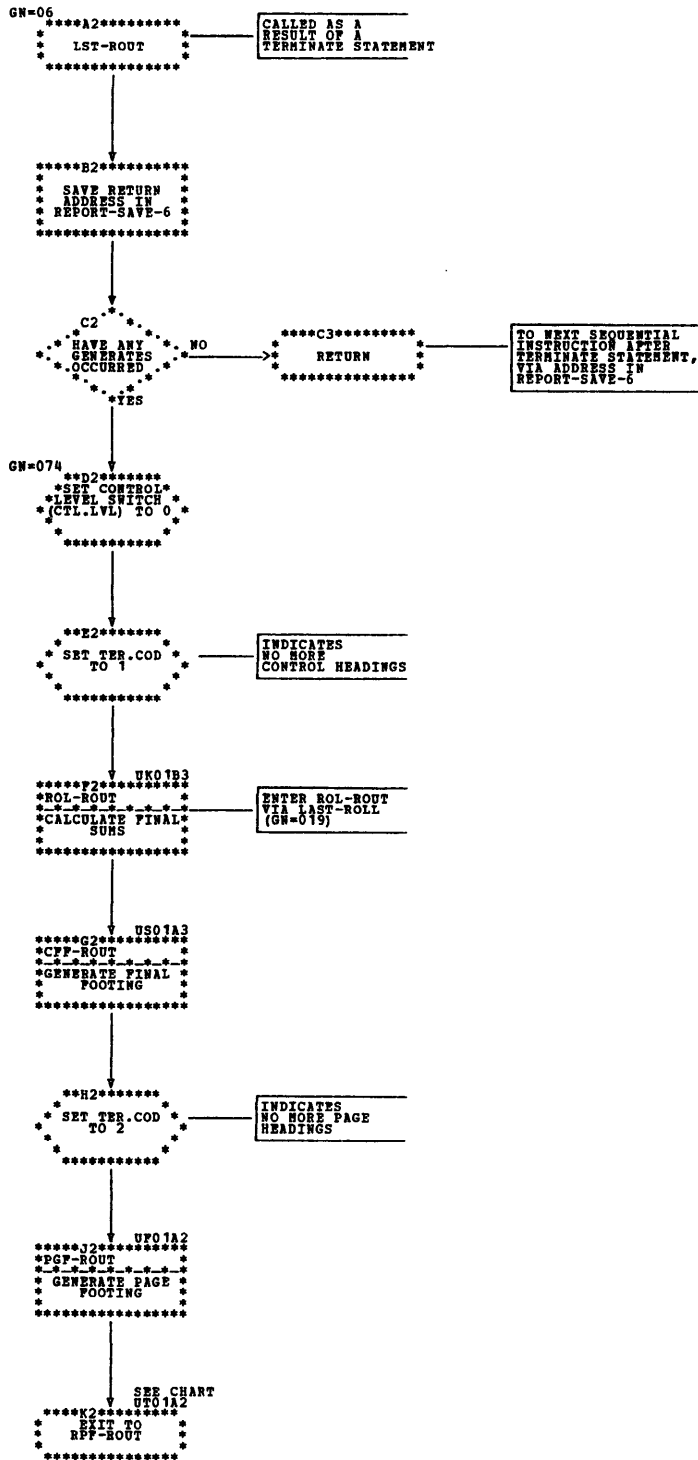 GN=06
A2
LST-ROUT
CALLED AS A
RESULT OF A
TERMINATE STATEMENT
B2
SAVE RETURN
ADDRESS IN
REPORT-SAVE-6
C2
HAVE ANY
GENERATES
OCCURRED
NO
YES
C3
RETURN
TO NEXT SEQUENTIAL
INSTRUCTION AFTER
TERMINATE STATEMENT,
VIA ADDRESS IN
REPORT-SAVE-6
GN=074
D2
SET CONTROL
LEVEL SWITCH
(CTL.LVL) TO 0
E2
SET TER.COD
TO 1
INDICATES
NO MORE
CONTROL HEADINGS
UK01B3
F2
ROL-ROUT
CALCULATE FINAL
SUMS
ENTER ROL-ROUT
VIA LAST-ROLL
(GN=019)
US01A3
G2
CFF-ROUT
GENERATE FINAL
FOOTING
H2
SET TER.COD
TO 2
INDICATES
NO MORE PAGE
HEADINGS
UF01A2
J2
PGF-ROUT
GENERATE PAGE
FOOTING
SEE CHART
UT01A2
K2
EXIT TO
RPF-ROUT